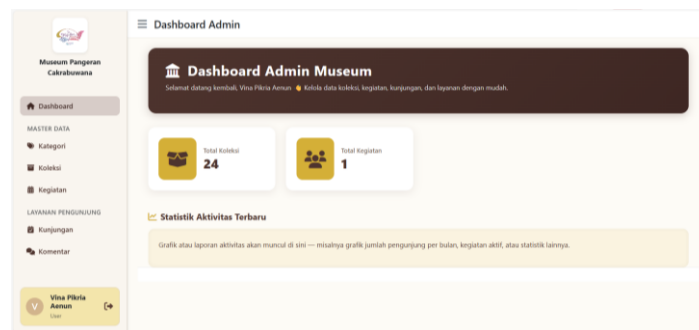 Museum Pangeran
Cakrabuwana
Dashboard
MASTER DATA
Kategori
Koleksi
Kegiatan
LAYANAN PENGUNJUNG
Kunjungan
Komentar
V
Vina Pikria
Aenun
User
Dashboard Admin
Dashboard Admin Museum
Selamat datang kembali, Vina Pikria Aenun 👋 Kelola data koleksi, kegiatan, kunjungan, dan layanan dengan mudah.
Total Koleksi
24
Total Kegiatan
1
Statistik Aktivitas Terbaru
Grafik atau laporan aktivitas akan muncul di sini — misalnya grafik jumlah pengunjung per bulan, kegiatan aktif, atau statistik lainnya.